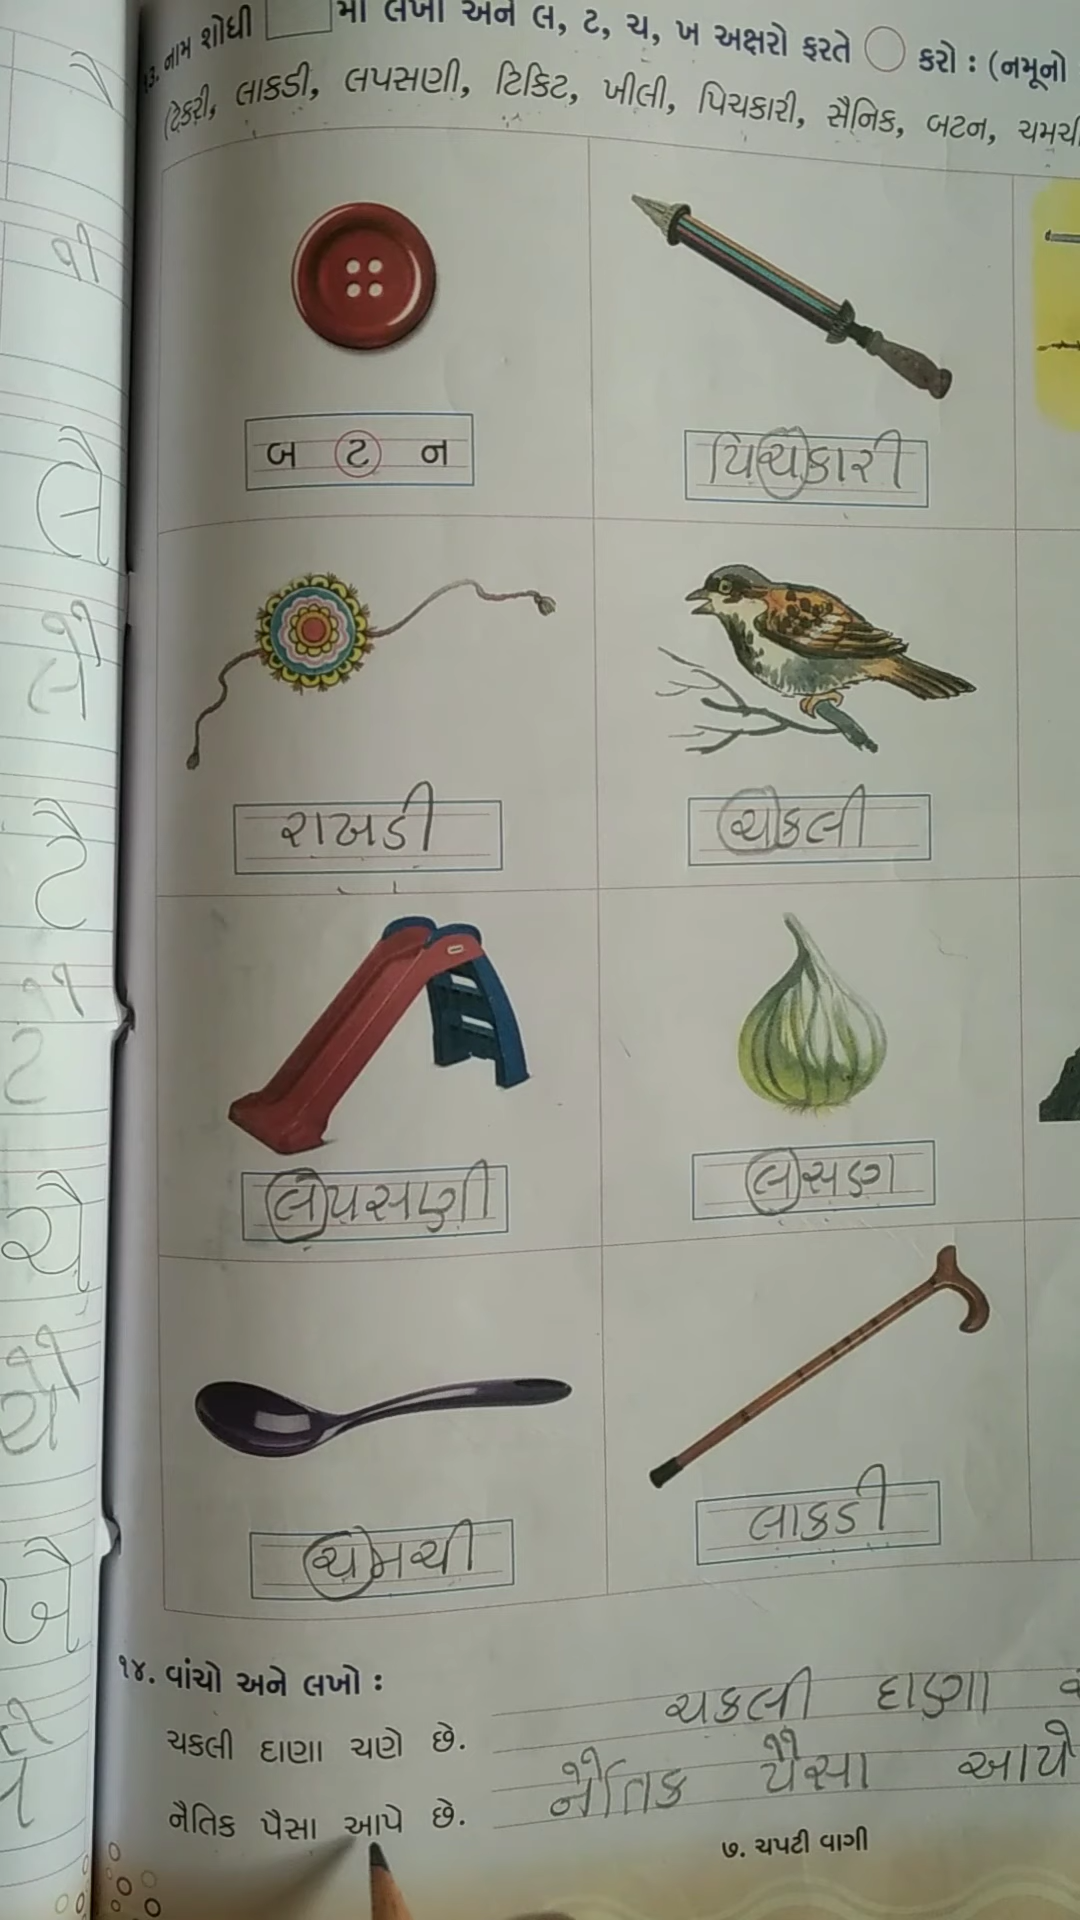 ૧૩. નામ શોધી માં લખો અને લ, ટ, ચ, ખ અક્ષરો ફરતે કરો : (નમૂનો
(ટેકરી, લાકડી, લપસણી, ટિકિટ, ખીલી, પિચકારી, સૈનિક, બટન, ચમચી
બ ટ ન
પિચકારી
રાખડી
ચકલી
લપસણી
લસણ
ચમચી
લાકડી
૧૪. વાંચો અને લખો :
ચકલી દાણા ચણે છે.
ચકલી દાણા
નૈતિક પૈસા આપે છે.
નૈતિક પૈસા આપે
૭. ચપટી વાગી